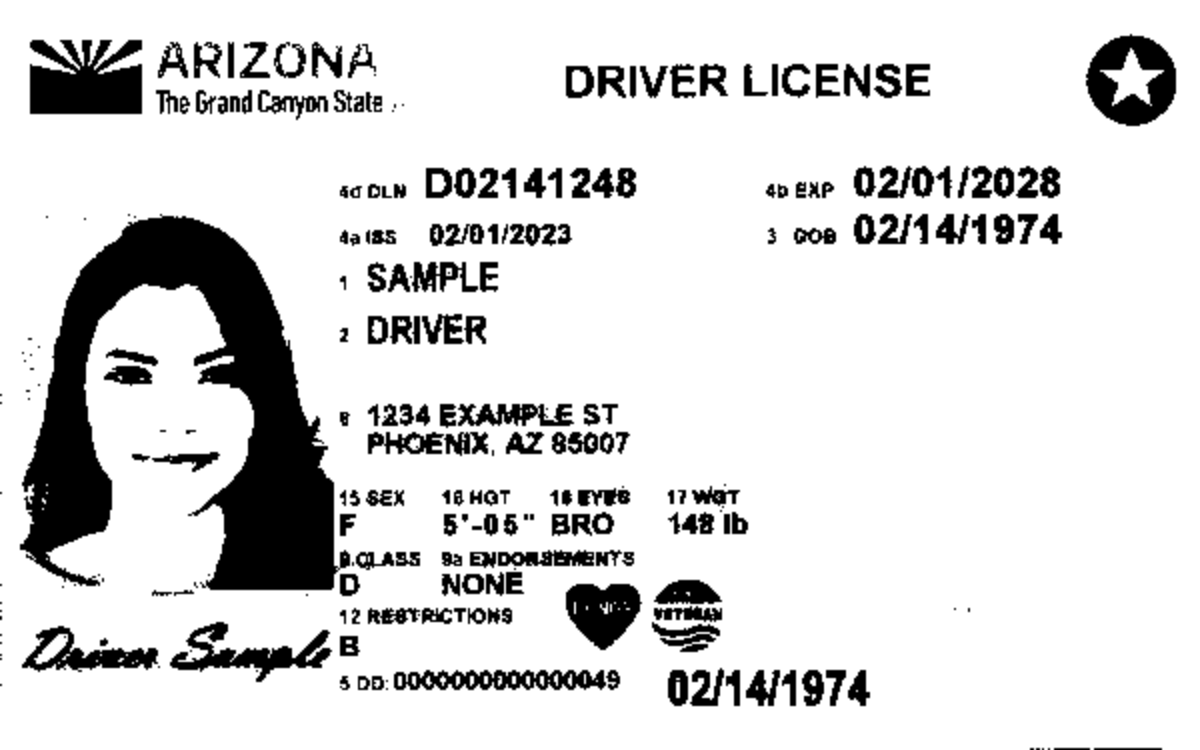 ARIZONA
The Grand Canyon State
DRIVER LICENSE
4d DLN D02141248
4b EXP 02/01/2028
4a ISS 02/01/2023
3 DOB 02/14/1974
1 SAMPLE
2 DRIVER
8 1234 EXAMPLE ST
PHOENIX, AZ 85007
15 SEX 16 HGT 18 EYES 17 WGT
F 5'-05" BRO 148 lb
9 CLASS 9a ENDORSEMENTS
D NONE
12 RESTRICTIONS
B
DONOR
VETERAN
Driver Sample
5 DD: 0000000000000049
02/14/1974